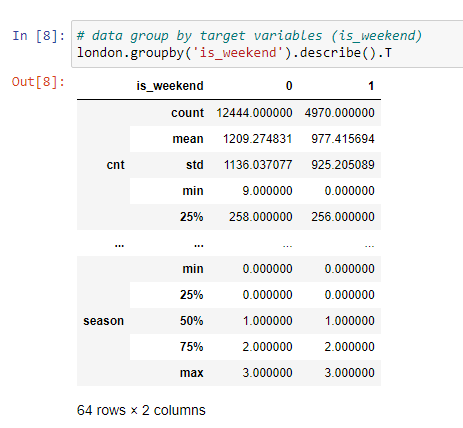 In [8]: # data group by target variables (is_weekend)
london.groupby('is_weekend').describe().T
Out[8]:
is_weekend 0 1
count 12444.000000 4970.000000
mean 1209.274831 977.415694
cnt std 1136.037077 925.205089
min 9.000000 0.000000
25% 258.000000 256.000000
... ... ... ...
min 0.000000 0.000000
25% 0.000000 0.000000
season 50% 1.000000 1.000000
75% 2.000000 2.000000
max 3.000000 3.000000
64 rows × 2 columns